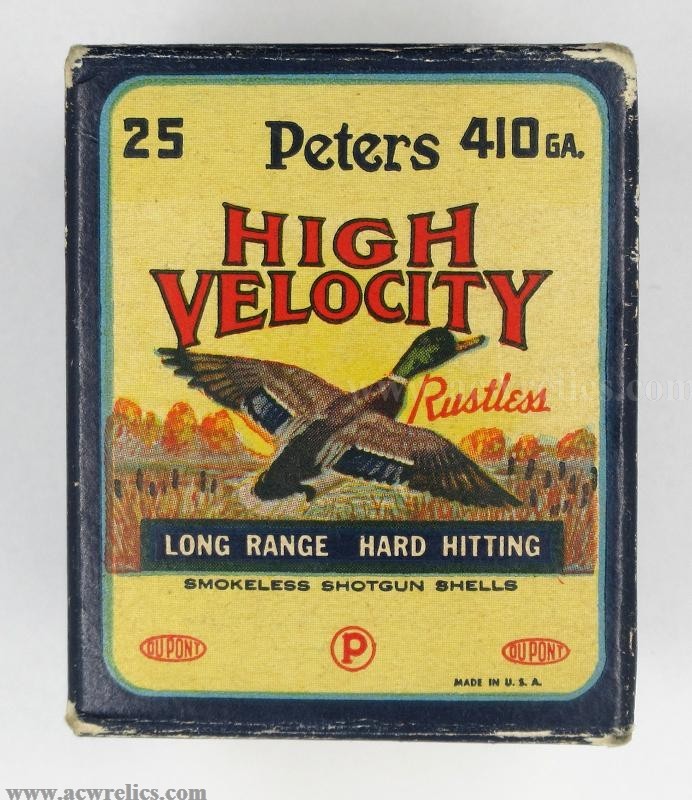 25 Peters 410 GA.
HIGH
VELOCITY
Rustless
LONG RANGE HARD HITTING
SMOKELESS SHOTGUN SHELLS
DU PONT P DU PONT
MADE IN U. S. A.
www.acwrelics.com